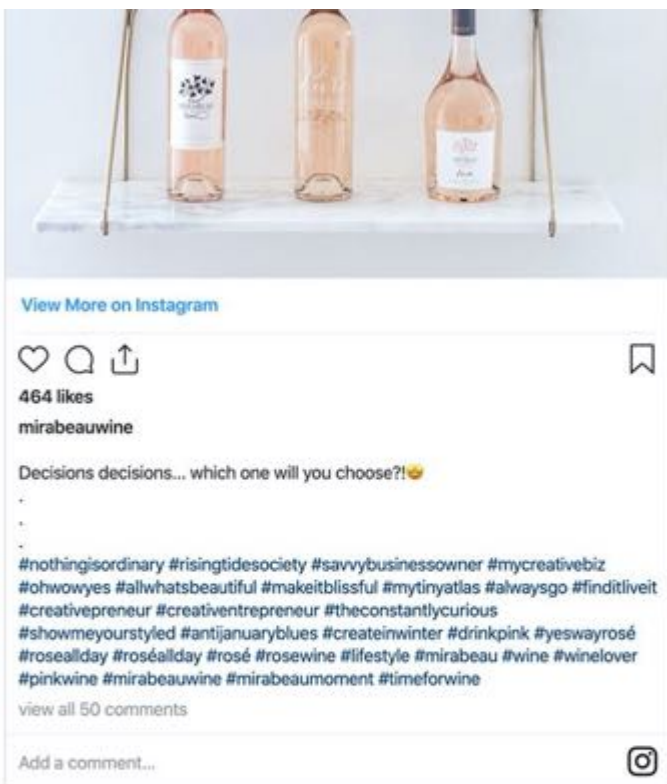 View More on Instagram
464 likes
mirabeauwine
Decisions decisions... which one will you choose?!🤩
.
.
.
#nothingisordinary #risingtidesociety #savvybusinessowner #mycreativebiz
#ohwowyes #allwhatsbeautiful #makeitblissful #mytinyatlas #alwaysgo #finditliveit
#creativepreneur #creativentrepreneur #theconstantlycurious
#showmeyourstyled #antijanuaryblues #createinwinter #drinkpink #yeswayrosé
#roseallday #roséallday #rosé #rosewine #lifestyle #mirabeau #wine #winelover
#pinkwine #mirabeauwine #mirabeaumoment #timeforwine
view all 50 comments
Add a comment...